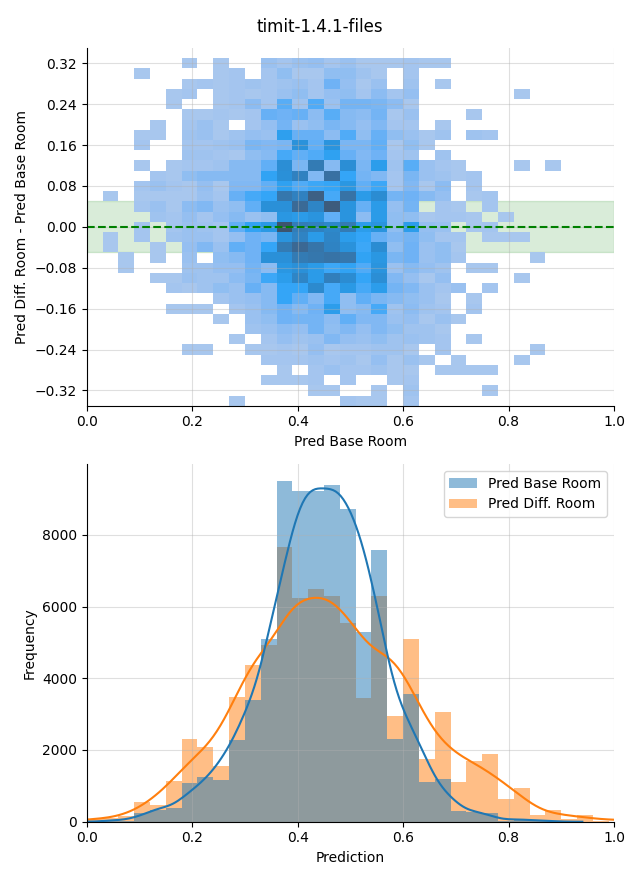 timit-1.4.1-files
Pred Diff. Room - Pred Base Room
0.32
0.24
0.16
0.08
0.00
−0.08
−0.16
−0.24
−0.32
0.0 0.2 0.4 0.6 0.8 1.0
Pred Base Room
Pred Base Room
Pred Diff. Room
Frequency
8000
6000
4000
2000
0
0.0 0.2 0.4 0.6 0.8 1.0
Prediction